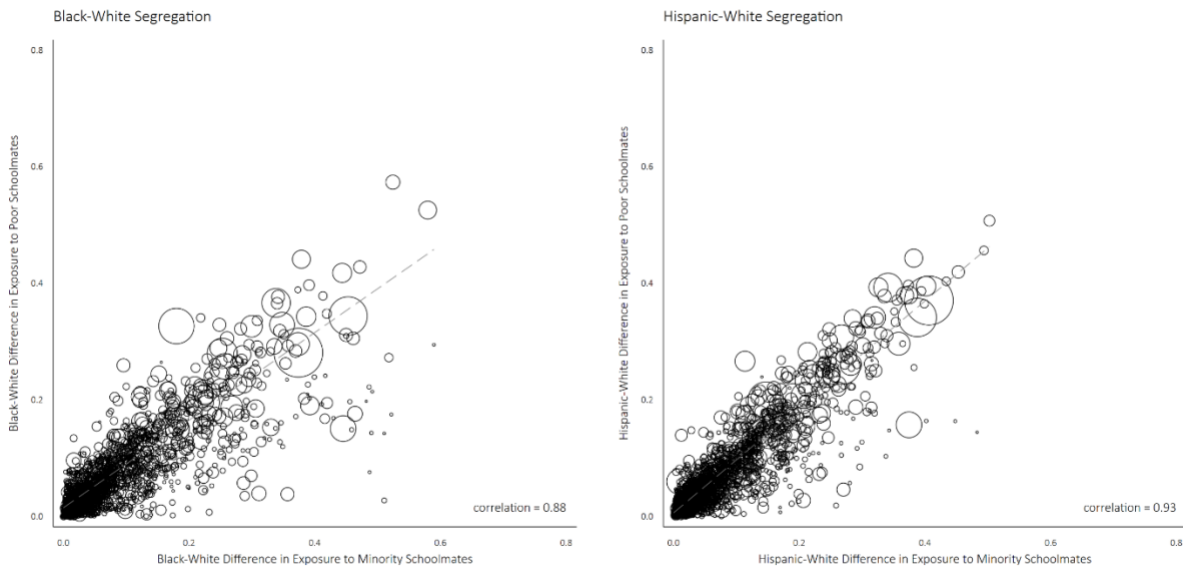 Black-White Segregation
Black-White Difference in Exposure to Poor Schoolmates
0.8
0.6
0.4
0.2
0.0
0.0 0.2 0.4 0.6 0.8
correlation = 0.88
Black-White Difference in Exposure to Minority Schoolmates
Hispanic-White Segregation
Hispanic-White Difference in Exposure to Poor Schoolmates
0.8
0.6
0.4
0.2
0.0
0.0 0.2 0.4 0.6 0.8
correlation = 0.93
Hispanic-White Difference in Exposure to Minority Schoolmates